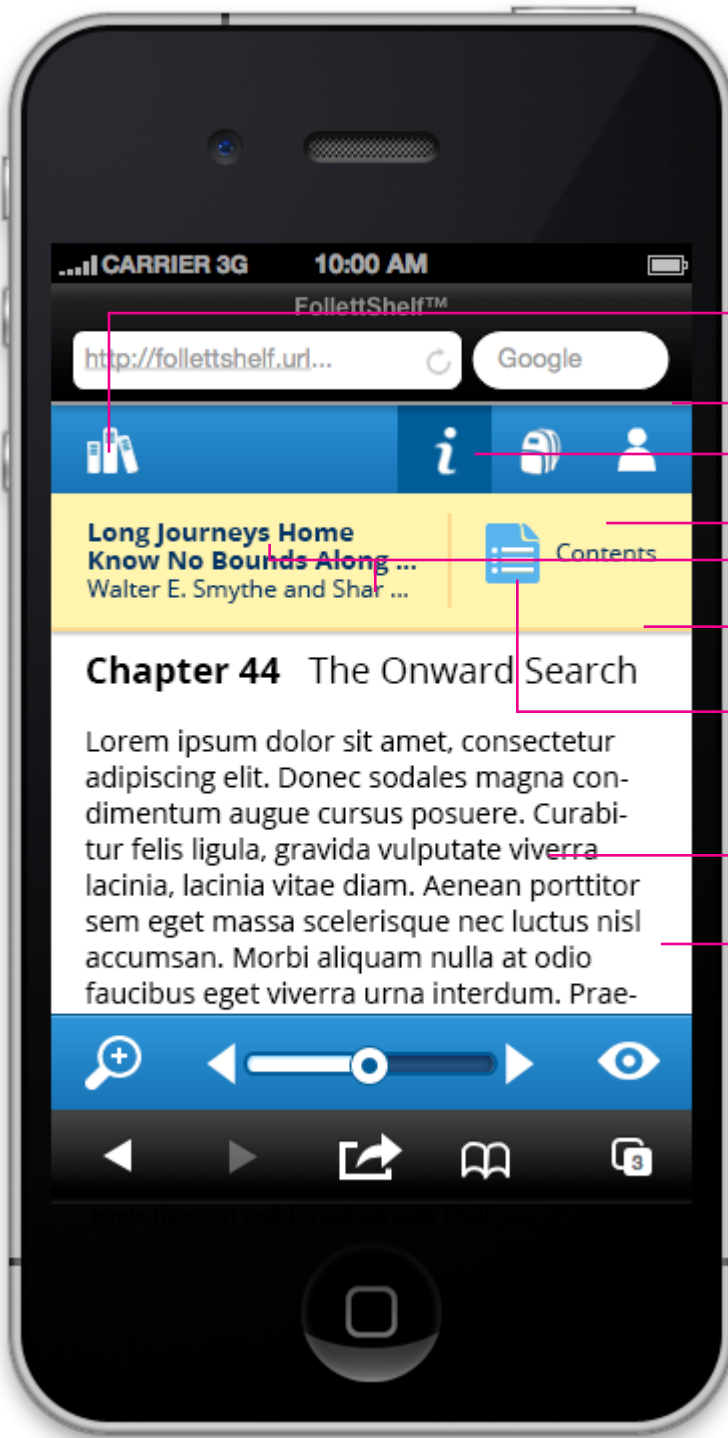 CARRIER 3G 10:00 AM
FollettShelf™
http://follettshelf.url... Google
i
Long Journeys Home
Know No Bounds Along ...
Walter E. Smythe and Shar ...
Contents
Chapter 44 The Onward Search
Lorem ipsum dolor sit amet, consectetur
adipiscing elit. Donec sodales magna con-
dimentum augue cursus posuere. Curabi-
tur felis ligula, gravida vulputate viverra
lacinia, lacinia vitae diam. Aenean porttitor
sem eget massa scelerisque nec luctus nisl
accumsan. Morbi aliquam nulla at odio
faucibus eget viverra urna interdum. Prae-
3